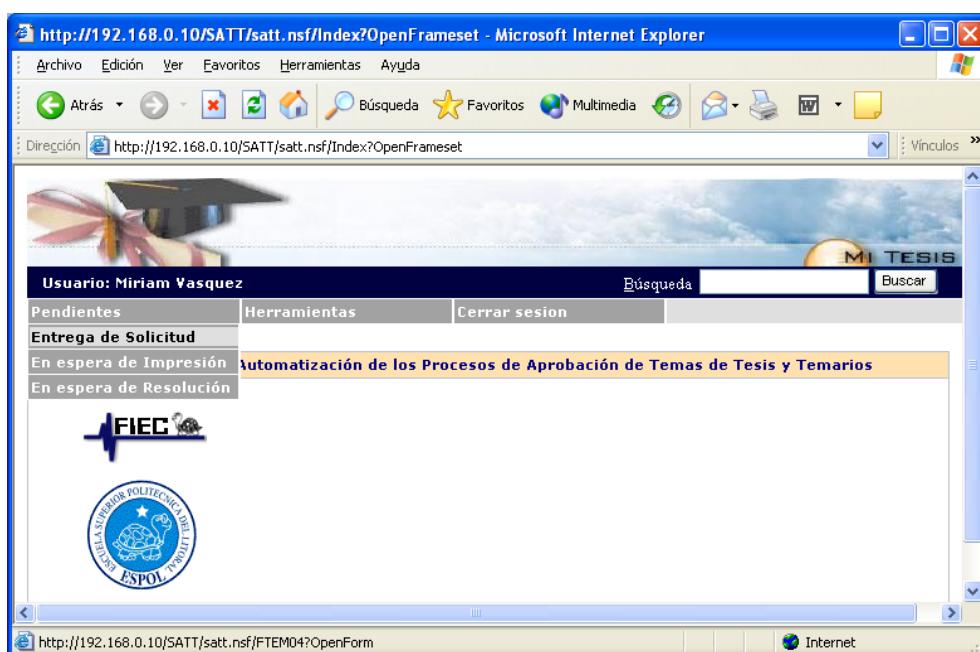 http://192.168.0.10/SATT/satt.nsf/Index?OpenFrameset - Microsoft Internet Explorer
Archivo Edición Ver Favoritos Herramientas Ayuda
Atrás Búsqueda Favoritos Multimedia
Dirección http://192.168.0.10/SATT/satt.nsf/Index?OpenFrameset Vínculos »
MI TESIS
Usuario: Miriam Vasquez Búsqueda Buscar
Pendientes Herramientas Cerrar sesion
Entrega de Solicitud
En espera de Impresión Automatización de los Procesos de Aprobación de Temas de Tesis y Temarios
En espera de Resolución
FIEC
ESCUELA SUPERIOR POLITECNICA DEL LITORAL
ESPOL
http://192.168.0.10/SATT/satt.nsf/FTEM04?OpenForm Internet